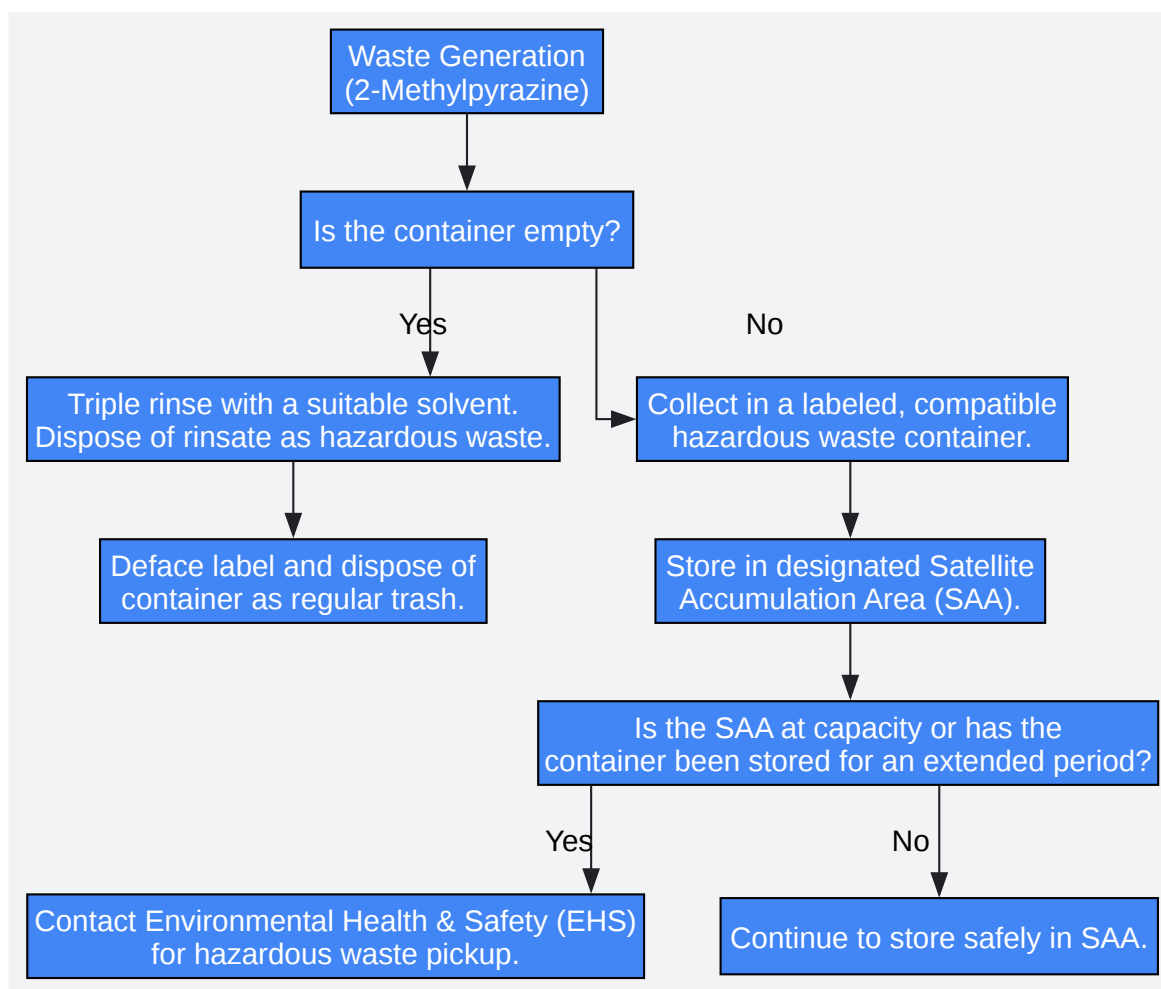 Waste Generation
(2-Methylpyrazine)
Is the container empty?
Yes
No
Triple rinse with a suitable solvent.
Dispose of rinsate as hazardous waste.
Collect in a labeled, compatible
hazardous waste container.
Deface label and dispose of
container as regular trash.
Store in designated Satellite
Accumulation Area (SAA).
Is the SAA at capacity or has the
container been stored for an extended period?
Yes
No
Contact Environmental Health & Safety (EHS)
for hazardous waste pickup.
Continue to store safely in SAA.